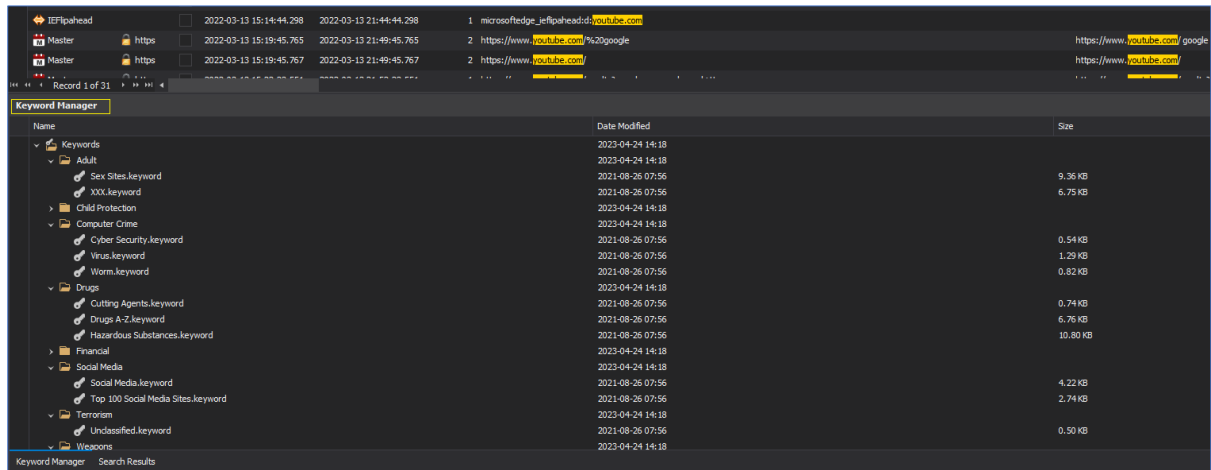 IEFlipahead 2022-03-13 15:14:44.298 2022-03-13 21:44:44.298 1 microsoftedge_ieflipahead:d:youtube.com
Master https 2022-03-13 15:19:45.765 2022-03-13 21:49:45.765 2 https://www.youtube.com/%20google https://www.youtube.com/ google
Master https 2022-03-13 15:19:45.767 2022-03-13 21:49:45.767 2 https://www.youtube.com/ https://www.youtube.com/
Record 1 of 31
Keyword Manager
Name Date Modified Size
Keywords 2023-04-24 14:18
Adult 2023-04-24 14:18
Sex Sites.keyword 2021-08-26 07:56 9.36 KB
XXX.keyword 2021-08-26 07:56 6.75 KB
Child Protection 2023-04-24 14:18
Computer Crime 2023-04-24 14:18
Cyber Security.keyword 2021-08-26 07:56 0.54 KB
Virus.keyword 2021-08-26 07:56 1.29 KB
Worm.keyword 2021-08-26 07:56 0.82 KB
Drugs 2023-04-24 14:18
Cutting Agents.keyword 2021-08-26 07:56 0.74 KB
Drugs A-Z.keyword 2021-08-26 07:56 6.76 KB
Hazardous Substances.keyword 2021-08-26 07:56 10.80 KB
Financial 2023-04-24 14:18
Social Media 2023-04-24 14:18
Social Media.keyword 2021-08-26 07:56 4.22 KB
Top 100 Social Media Sites.keyword 2021-08-26 07:56 2.74 KB
Terrorism 2023-04-24 14:18
Unclassified.keyword 2021-08-26 07:56 0.50 KB
Weapons 2023-04-24 14:18
Keyword Manager Search Results